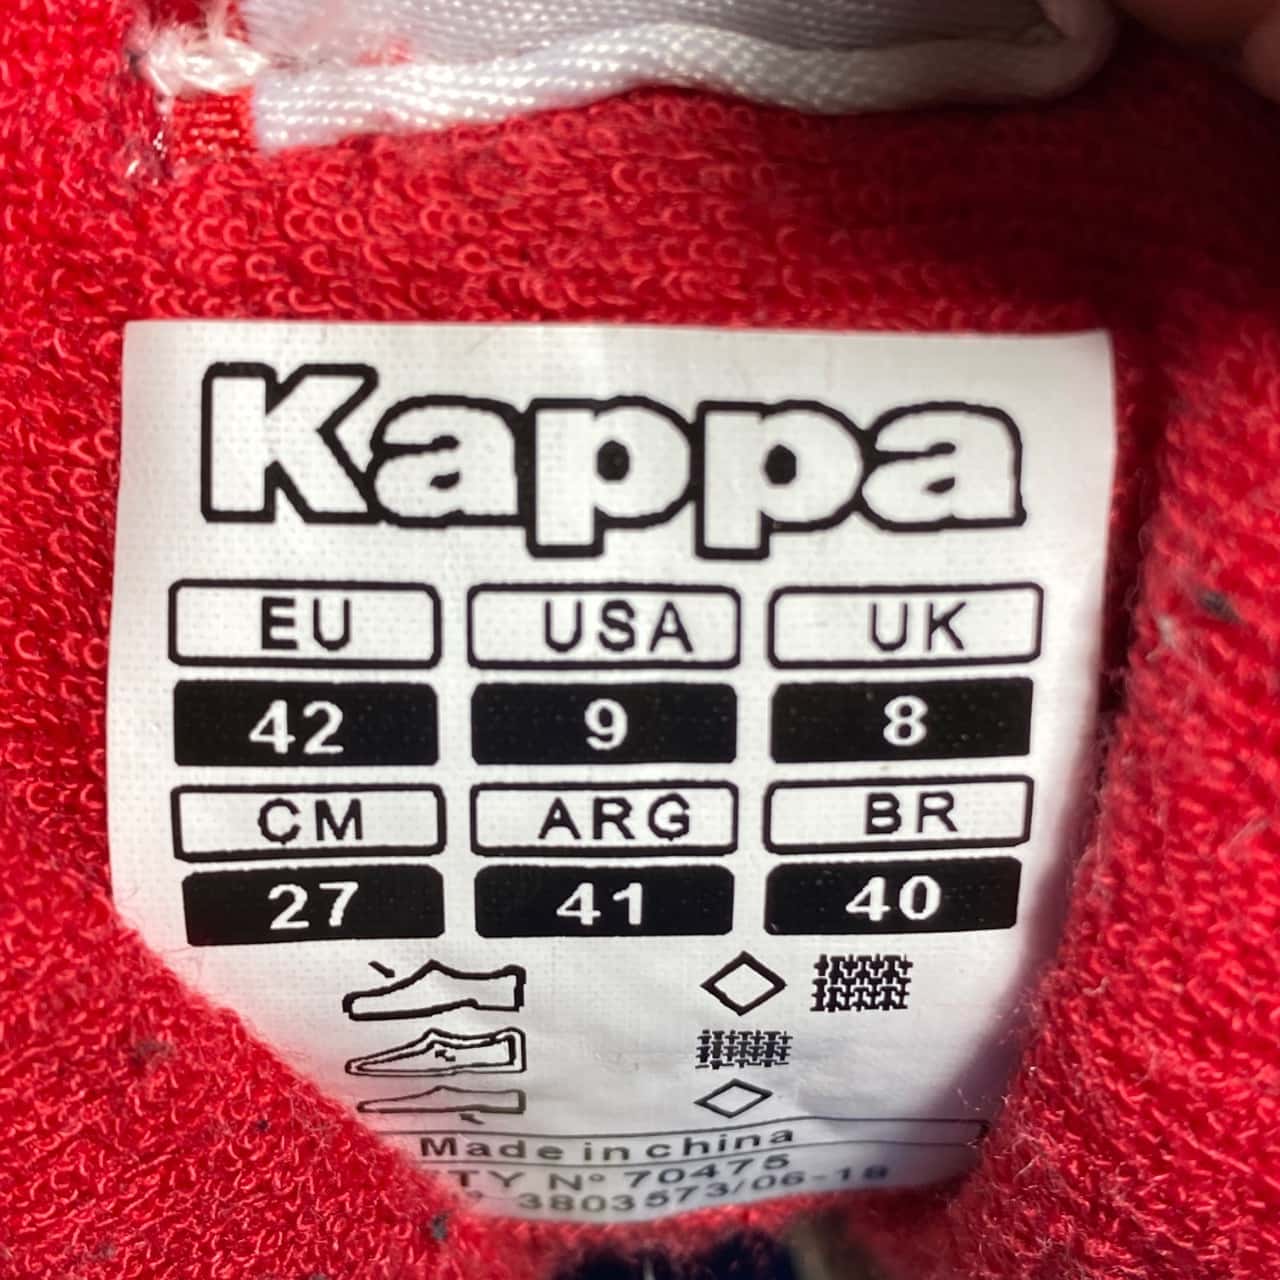 Kappa
EU USA UK
42 9 8
CM ARG BR
27 41 40
Made in china
TY Nº 70475
3803573/06-18